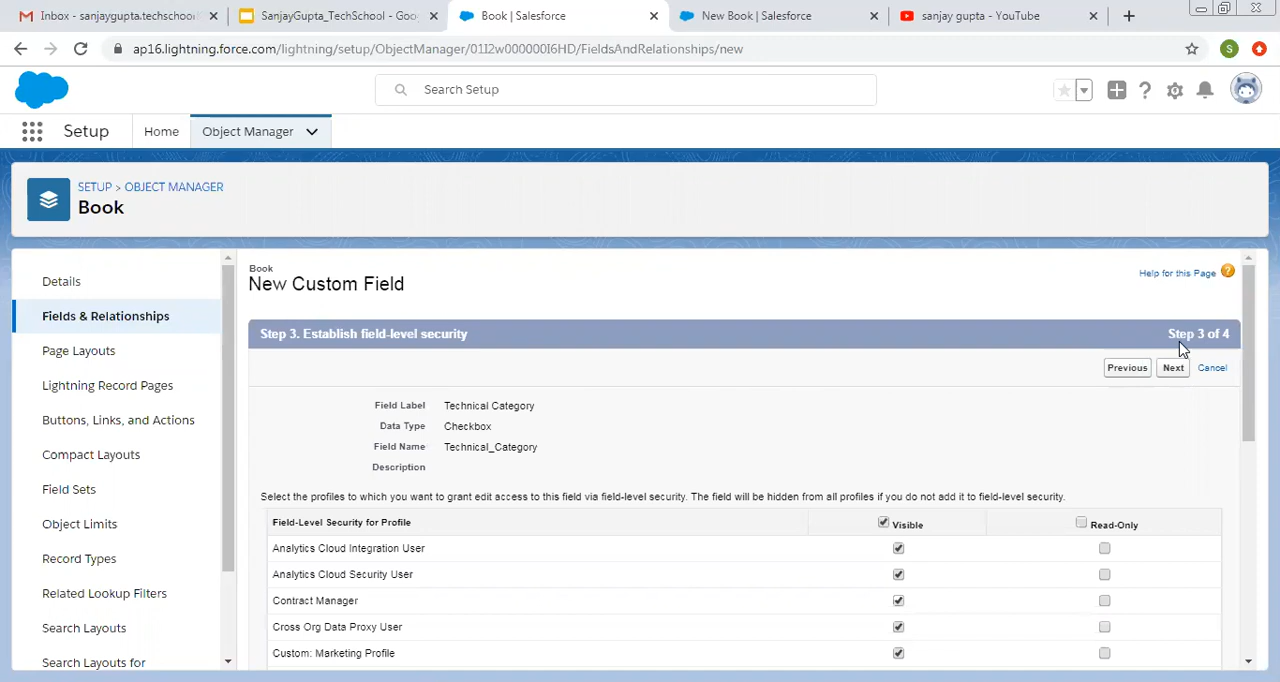 Inbox - sanjaygupta.techschool
SanjayGupta_TechSchool - Goo
Book | Salesforce
New Book | Salesforce
sanjay gupta - YouTube
ap16.lightning.force.com/lightning/setup/ObjectManager/01I2w000000I6HD/FieldsAndRelationships/new
S
Search Setup
Setup
Home
Object Manager
SETUP > OBJECT MANAGER
Book
Details
Fields & Relationships
Page Layouts
Lightning Record Pages
Buttons, Links, and Actions
Compact Layouts
Field Sets
Object Limits
Record Types
Related Lookup Filters
Search Layouts
Search Layouts for
Book
New Custom Field
Help for this Page
Step 3. Establish field-level security
Step 3 of 4
Previous
Next
Cancel
Field Label Technical Category
Data Type Checkbox
Field Name Technical_Category
Description
Select the profiles to which you want to grant edit access to this field via field-level security. The field will be hidden from all profiles if you do not add it to field-level security.
Field-Level Security for Profile Visible Read-Only
Analytics Cloud Integration User
Analytics Cloud Security User
Contract Manager
Cross Org Data Proxy User
Custom: Marketing Profile